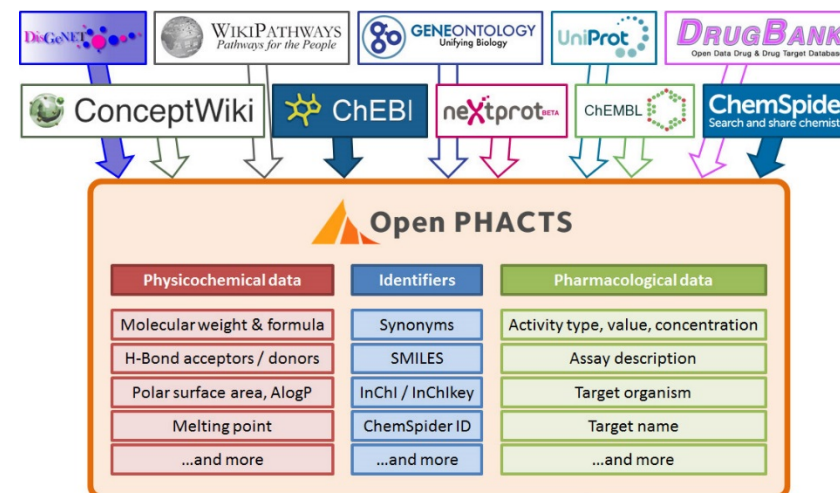 DisGeNET
WIKIPATHWAYS
Pathways for the People
GENEONTOLOGY
Unifying Biology
UniProt
DRUGBANK
Open Data Drug & Drug Target Database
ConceptWiki
ChEBI
neXtprot BETA
ChEMBL
ChemSpide
Search and share chemist
Open PHACTS
Physicochemical data
Identifiers
Pharmacological data
Molecular weight & formula
Synonyms
Activity type, value, concentration
H-Bond acceptors / donors
SMILES
Assay description
Polar surface area, AlogP
InChI / InChIkey
Target organism
Melting point
ChemSpider ID
Target name
...and more
...and more
...and more